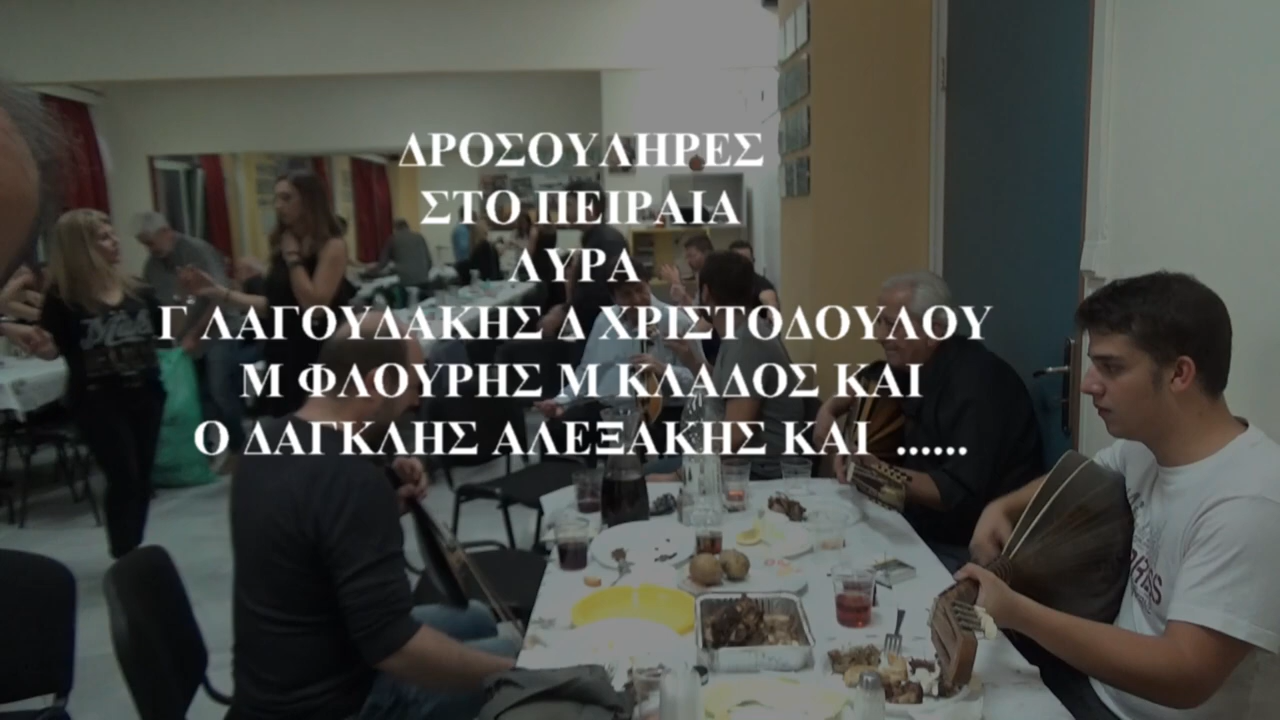 ΔΡΟΣΟΥΛΗΡΕΣ
ΣΤΟ ΠΕΙΡΑΙΑ
ΛΥΡΑ
Γ ΛΑΓΟΥΔΑΚΗΣ Δ ΧΡΙΣΤΟΔΟΥΛΟΥ
Μ ΦΛΟΥΡΗΣ Μ ΚΛΑΔΟΣ ΚΑΙ
Ο ΔΑΓΚΛΗΣ ΑΛΕΞΑΚΗΣ ΚΑΙ ......